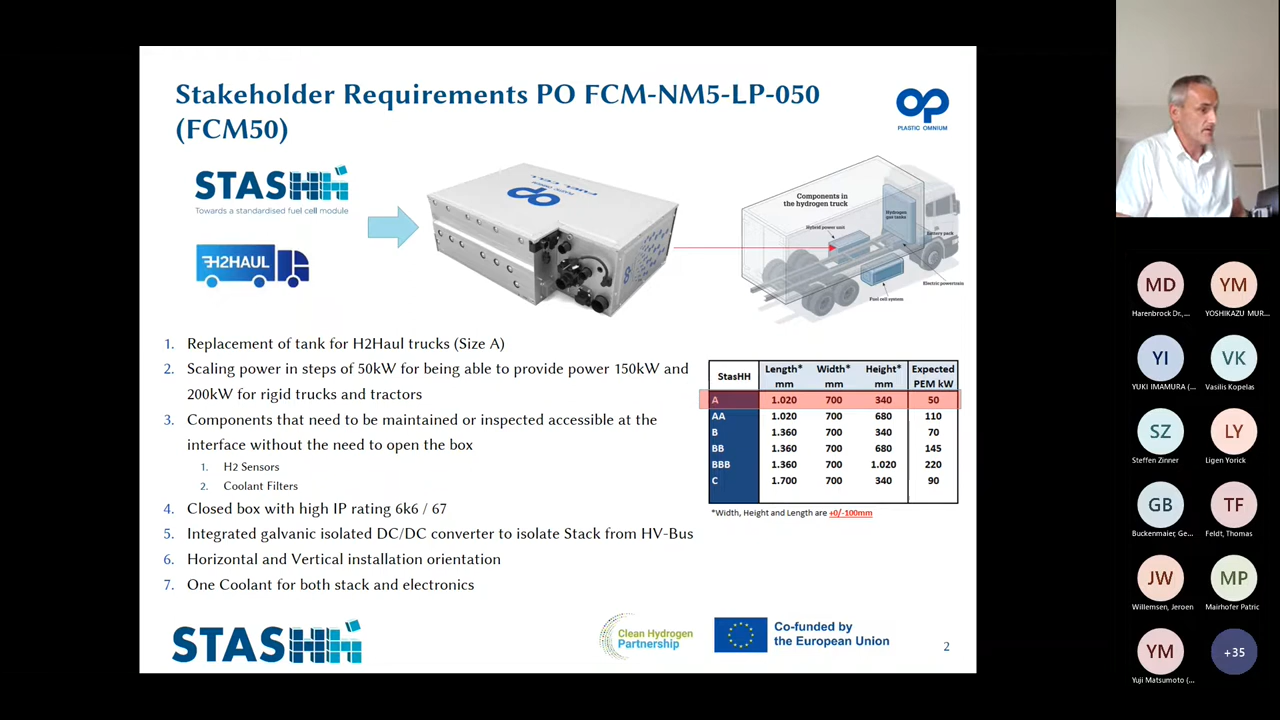 Stakeholder Requirements PO FCM-NM5-LP-050
(FCM50)
PLASTIC OMNIUM
STASHH
Towards a standardised fuel cell module
H2HAUL
FUEL CELL
Components in
the hydrogen truck
Hybrid power unit
Hydrogen
gas tanks
Battery pack
Electric powertrain
Fuel cell system
1. Replacement of tank for H2Haul trucks (Size A)
2. Scaling power in steps of 50kW for being able to provide power 150kW and
200kW for rigid trucks and tractors
3. Components that need to be maintained or inspected accessible at the
interface without the need to open the box
1. H2 Sensors
2. Coolant Filters
4. Closed box with high IP rating 6k6 / 67
5. Integrated galvanic isolated DC/DC converter to isolate Stack from HV-Bus
6. Horizontal and Vertical installation orientation
7. One Coolant for both stack and electronics
StasHH Length* mm Width* mm Height* mm Expected PEM kW
A 1.020 700 340 50
AA 1.020 700 680 110
B 1.360 700 340 70
BB 1.360 700 680 145
BBB 1.360 700 1.020 220
C 1.700 700 340 90
*Width, Height and Length are +0/-100mm
STASHH
Clean Hydrogen
Partnership
Co-funded by
the European Union
2
MD
Harenbrock Dr.,...
YM
YOSHIKAZU MUR...
YI
YUKI IMAMURA (...
VK
Vasilis Kopelas
SZ
Steffen Zinner
LY
Ligen Yorick
GB
Buckenmaier, Ge...
TF
Feldt, Thomas
JW
Willemsen, Jeroen
MP
Mairhofer Patric
YM
Yuji Matsumoto (...
+35